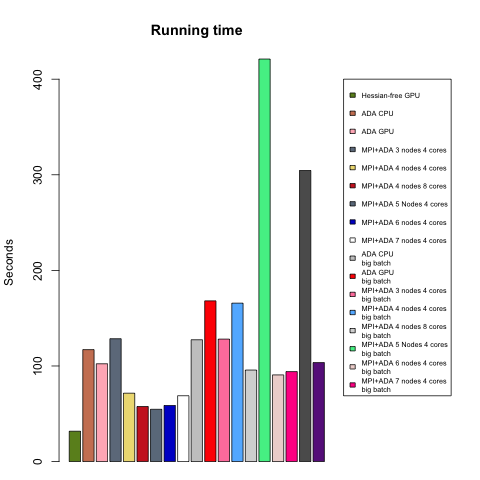 Running time
Seconds
0
100
200
300
400
Hessian-free GPU
ADA CPU
ADA GPU
MPI+ADA 3 nodes 4 cores
MPI+ADA 4 nodes 4 cores
MPI+ADA 4 nodes 8 cores
MPI+ADA 5 Nodes 4 cores
MPI+ADA 6 nodes 4 cores
MPI+ADA 7 nodes 4 cores
ADA CPU
big batch
ADA GPU
big batch
MPI+ADA 3 nodes 4 cores
big batch
MPI+ADA 4 nodes 4 cores
big batch
MPI+ADA 4 nodes 8 cores
big batch
MPI+ADA 5 Nodes 4 cores
big batch
MPI+ADA 6 nodes 4 cores
big batch
MPI+ADA 7 nodes 4 cores
big batch